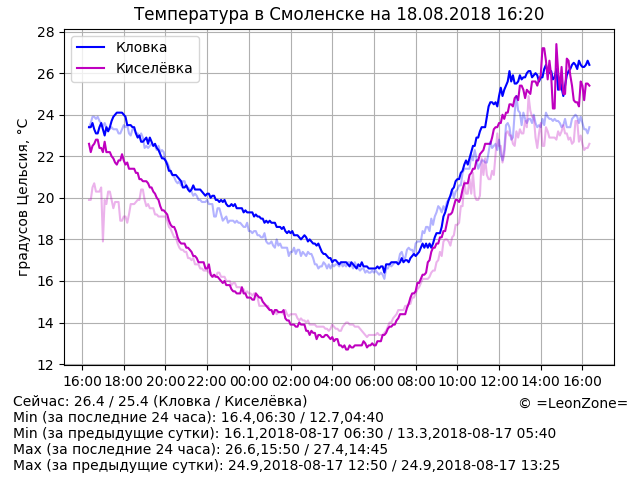 Температура в Смоленске на 18.08.2018 16:20
Кловка
Киселёвка
градусов Цельсия, °C
28
26
24
22
20
18
16
14
12
16:00 18:00 20:00 22:00 00:00 02:00 04:00 06:00 08:00 10:00 12:00 14:00 16:00
Сейчас: 26.4 / 25.4 (Кловка / Киселёвка)
© =LeonZone=
Min (за последние 24 часа): 16.4,06:30 / 12.7,04:40
Min (за предыдущие сутки): 16.1,2018-08-17 06:30 / 13.3,2018-08-17 05:40
Max (за последние 24 часа): 26.6,15:50 / 27.4,14:45
Max (за предыдущие сутки): 24.9,2018-08-17 12:50 / 24.9,2018-08-17 13:25